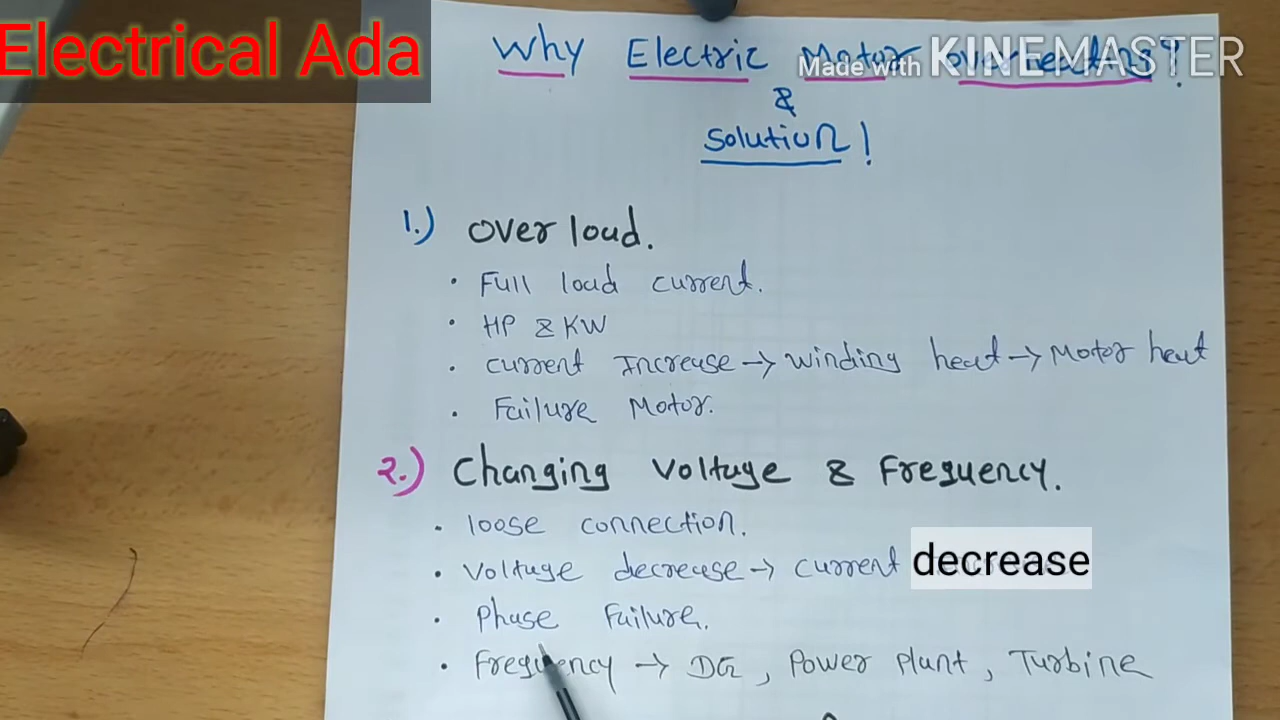 Electrical Ada
Why Electric Motor overheating?
Made with KINEMASTER
&
Solution!
1.) Over load.
• Full load current.
• HP & KW
• Current Increase → Winding heat → Motor heat
• Failure Motor.
2.) Changing Voltage & Frequency.
• loose connection.
• Voltage decrease → current decrease
• Phase Failure.
• Frequency → DG, Power Plant, Turbine